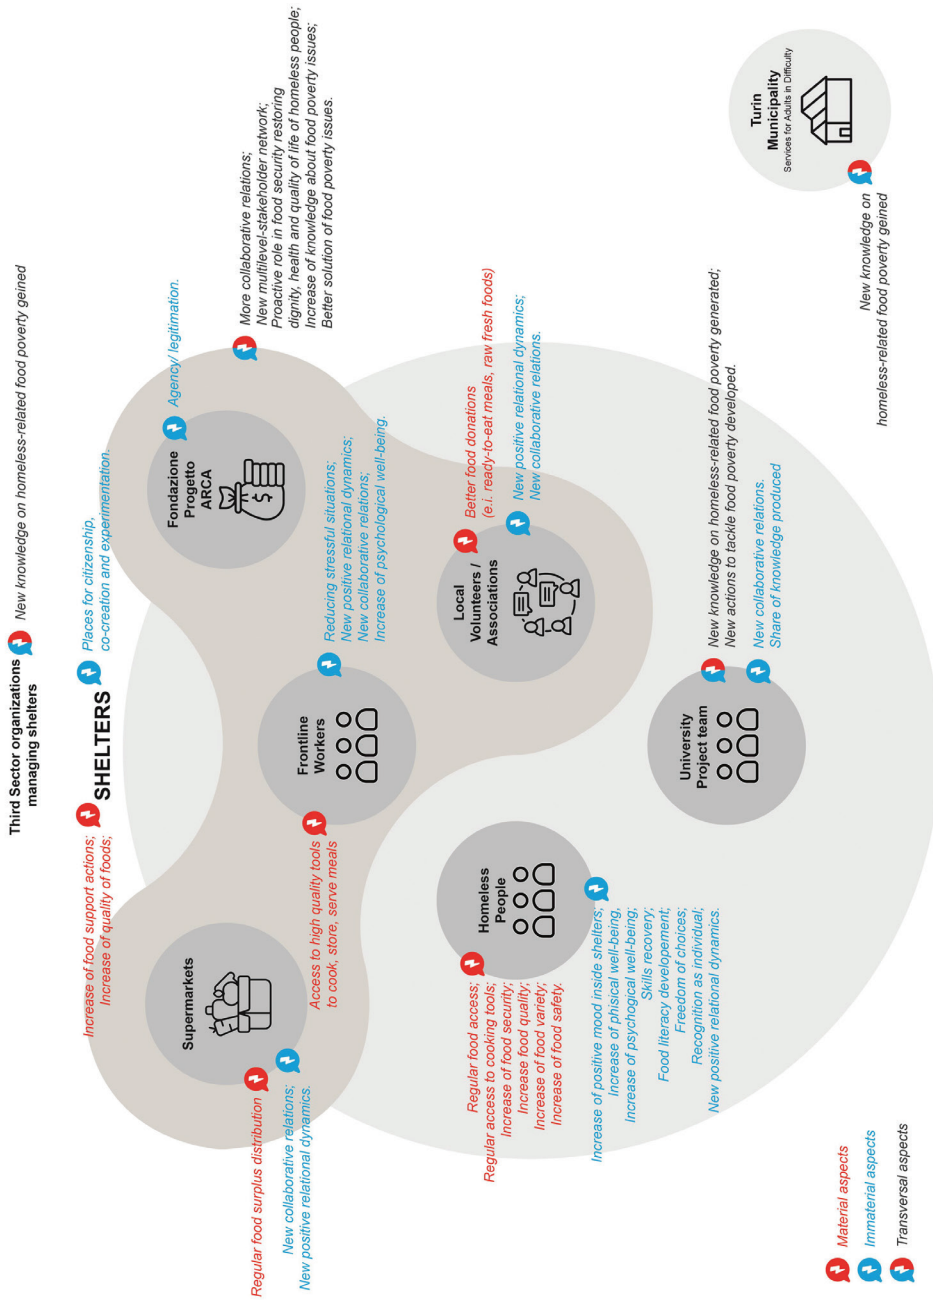 Third Sector organizations
managing shelters
New knowledge on homeless-related food poverty geined
Increase of food support actions;
Increase of quality of foods;
SHELTERS
Places for citizenship,
co-creation and experimentation.
Supermarkets
Regular food surplus distribution
New collaborative relations;
New positive relational dynamics.
Fondazione
Progetto
ARCA
Agency/ legitimation.
More collaborative relations;
New multilevel-stakeholder network;
Proactive role in food security restoring
dignity, health and quality of life of homeless people;
Increase of knowledge about food poverty issues;
Better solution of food poverty issues.
Frontline
Workers
Access to high quality tools
to cook, store, serve meals
Reducing stressful situations;
New positive relational dynamics;
New collaborative relations;
Increase of psychological well-being.
Local
Volunteers /
Associations
Better food donations
(e.i. ready-to-eat meals, raw fresh foods)
New positive relational dynamics;
New collaborative relations.
Homeless
People
Regular food access;
Regular access to cooking tools;
Increase of food security;
Increase food quality;
Increase of food variety;
Increase of food safety.
Increase of positive mood inside shelters;
Increase of phisical well-being,
Increase of psychogical well-being;
Skills recovery;
Food literacy developement;
Freedom of choices;
Recognition as individual;
New positive relational dynamics.
University
Project team
New knowledge on homeless-related food poverty generated;
New actions to tackle food poverty developed.
New collaborative relations.
Share of knowledge produced
Turin
Municipality
Services for Adults in Difficulty
New knowledge on
homeless-related food poverty geined
Material aspects
Immaterial aspects
Transversal aspects